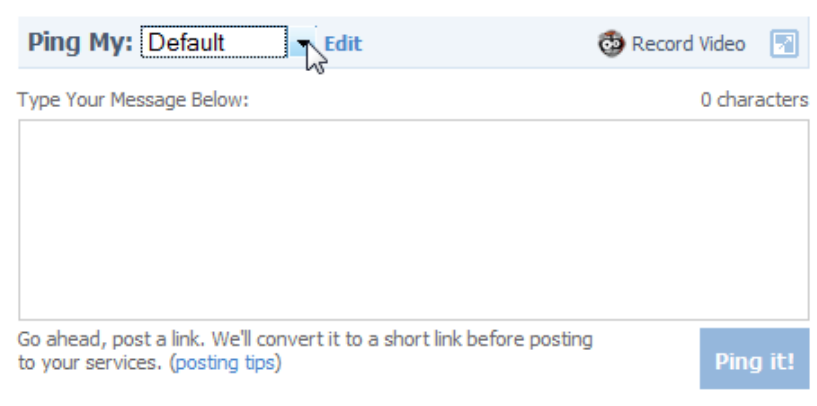 Ping My: Default Edit Record Video
Type Your Message Below: 0 characters
Go ahead, post a link. We'll convert it to a short link before posting
to your services. (posting tips)
Ping it!